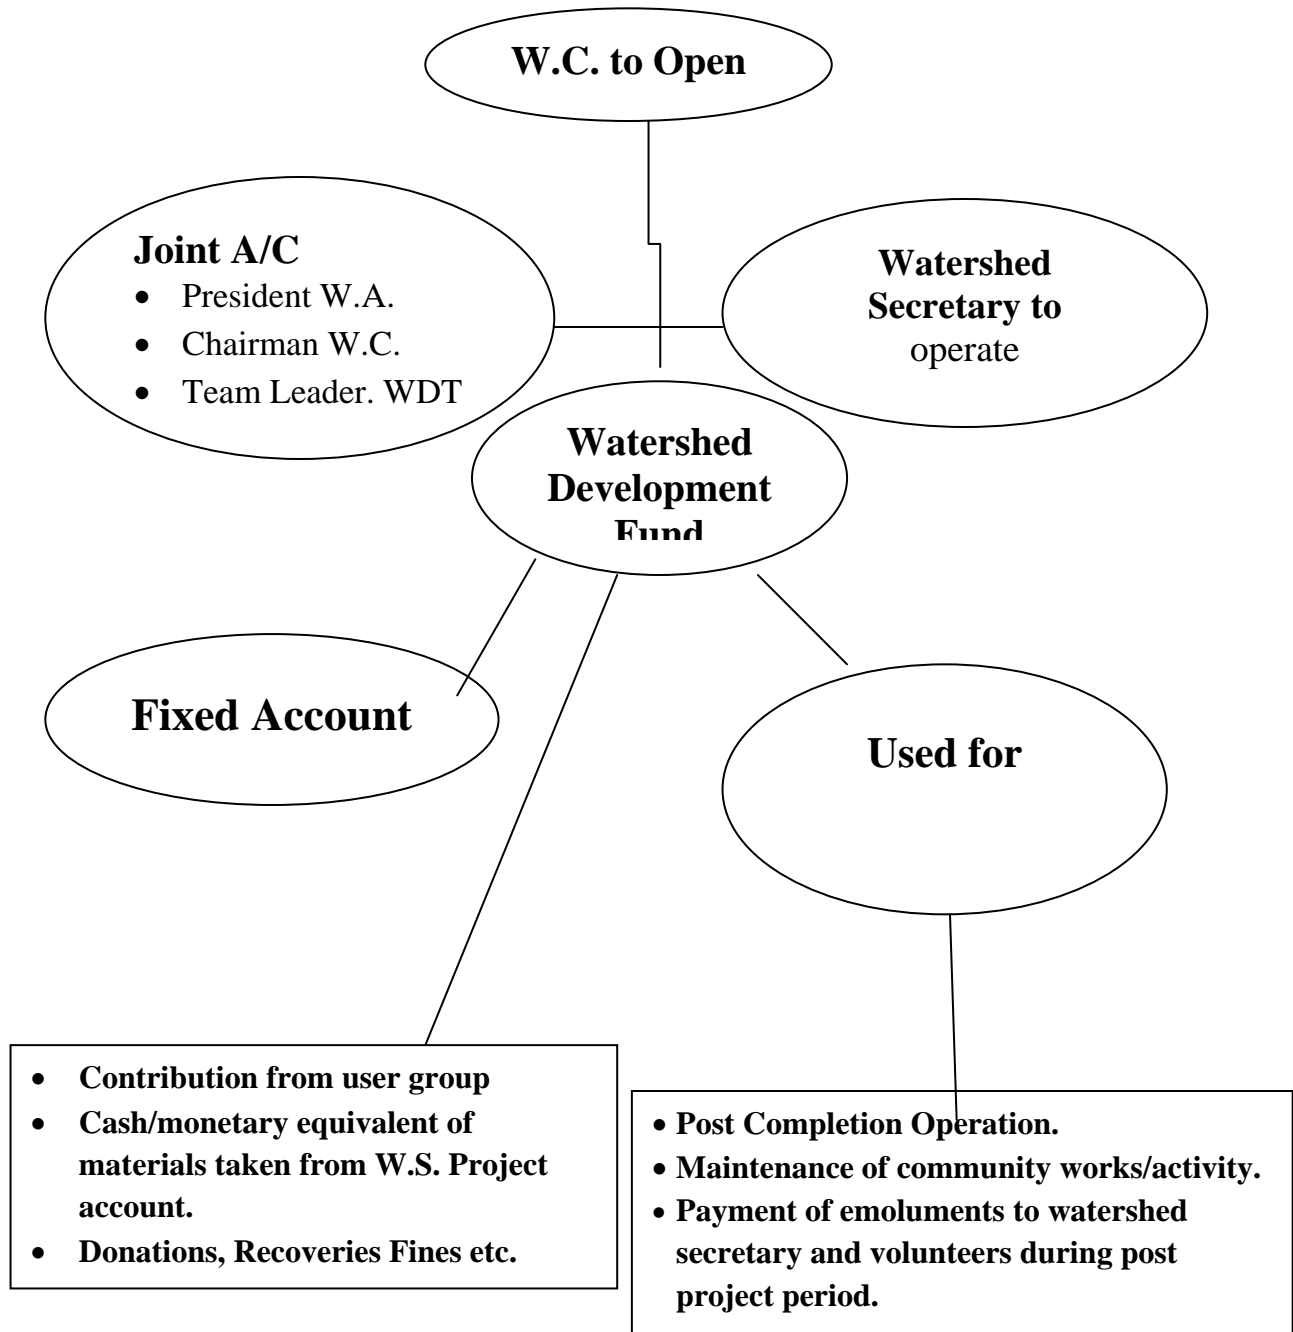 W.C. to Open
Joint A/C
• President W.A.
• Chairman W.C.
• Team Leader. WDT
Watershed
Secretary to
operate
Watershed
Development
Fund
Fixed Account
Used for
• Contribution from user group
• Cash/monetary equivalent of
materials taken from W.S. Project
account.
• Donations, Recoveries Fines etc.
• Post Completion Operation.
• Maintenance of community works/activity.
• Payment of emoluments to watershed
secretary and volunteers during post
project period.